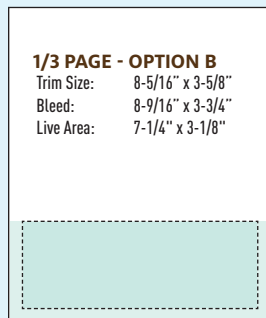 1/3 PAGE - OPTION B
Trim Size: 8-5/16” x 3-5/8”
Bleed: 8-9/16” x 3-3/4”
Live Area: 7-1/4" x 3-1/8"